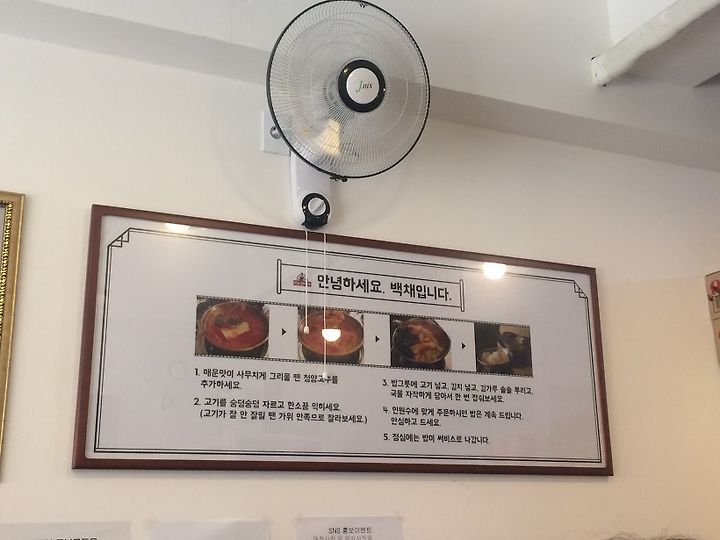 Jnix
안녕하세요. 백채입니다.
1. 매운맛이 사무치게 그리울 땐 청양고추를
추가하세요.
2. 고기를 숭덩숭덩 자르고 한소끌 익히세요.
(고기가 잘 안 잘릴 땐 가위 안쪽으로 잘라보세요.)
3. 밥그릇에 고기 넣고, 김치 넣고, 김가루 솔솔 뿌리고,
국물 자작하게 담아서 한 번 잡숴보세요.
4. 인원수에 맞게 주문하시면 밥은 계속 드립니다.
안심하고 드세요.
5. 점심에는 밥이 써비스로 나갑니다.
SNS 홍보이벤트